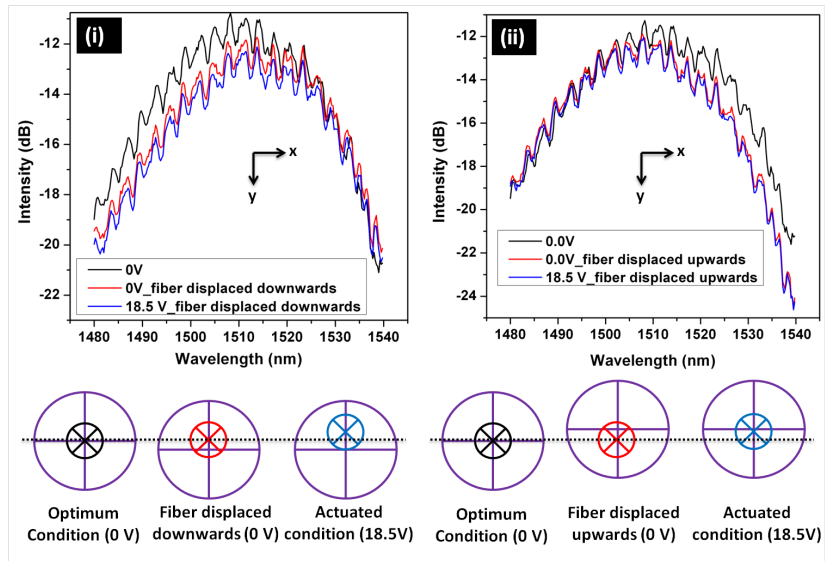 (i)
Intensity (dB)
-12
-14
-16
-18
-20
-22
x
y
0V
0V_fiber displaced downwards
18.5 V_fiber displaced downwards
1480 1490 1500 1510 1520 1530 1540
Wavelength (nm)
(ii)
Intensity (dB)
-12
-14
-16
-18
-20
-22
-24
x
y
0.0V
0.0V_fiber displaced upwards
18.5 V_fiber displaced upwards
1480 1490 1500 1510 1520 1530 1540
Wavelength (nm)
Optimum
Condition (0 V)
Fiber displaced
downwards (0 V)
Actuated
condition (18.5V)
Optimum
Condition (0 V)
Fiber displaced
upwards (0 V)
Actuated
condition (18.5V)